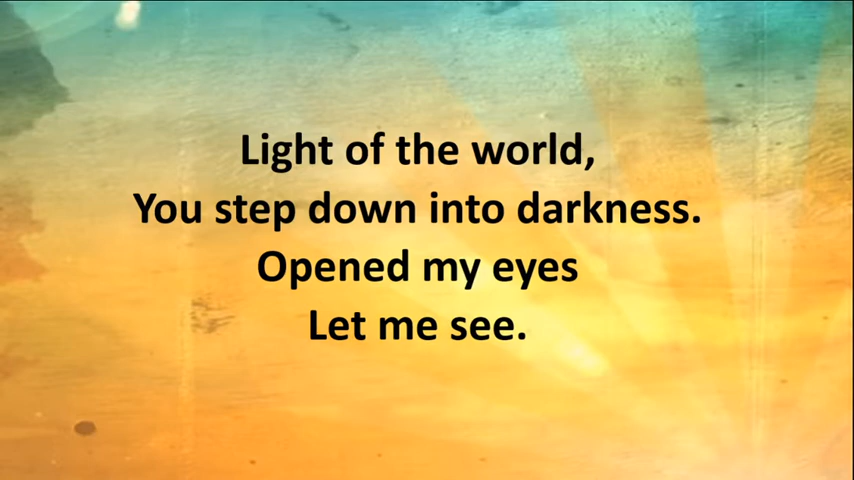 Light of the world,
You step down into darkness.
Opened my eyes
Let me see.